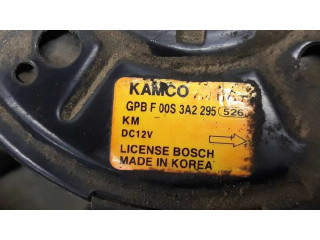 KAMCO
GPB F 00S 3A2 295 526
KM
DC12V
LICENSE BOSCH
MADE IN KOREA